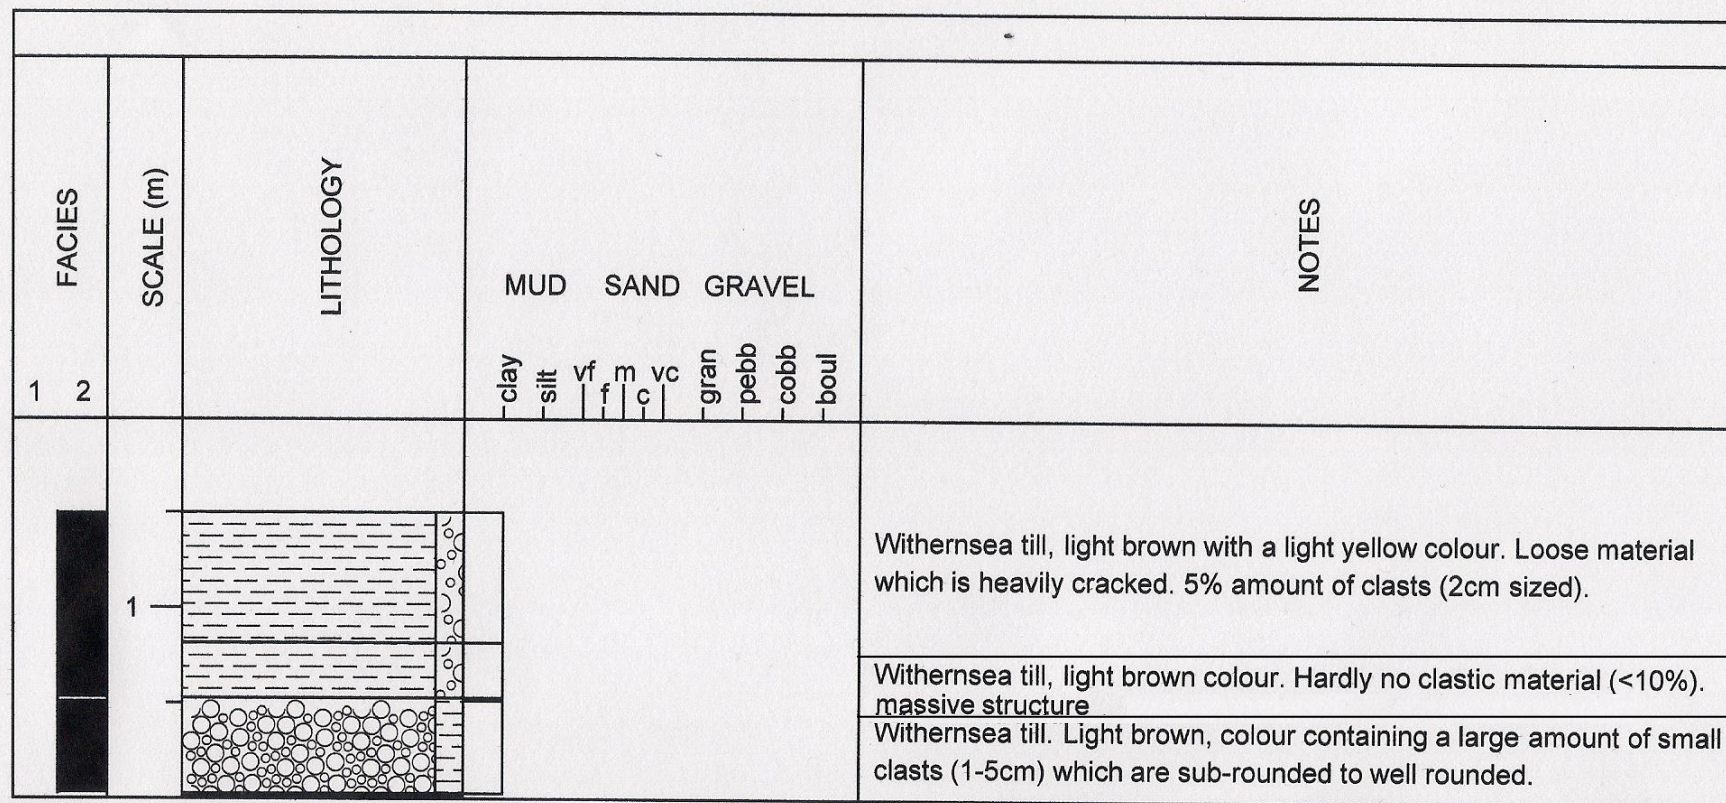 FACIES
SCALE (m)
LITHOLOGY
NOTES
MUD SAND GRAVEL
clay silt vf f m c vc gran pebb cobb boul
1 2
Withernsea till, light brown with a light yellow colour. Loose material
which is heavily cracked. 5% amount of clasts (2cm sized).
1
Withernsea till, light brown colour. Hardly no clastic material (<10%).
massive structure
Withernsea till. Light brown, colour containing a large amount of small
clasts (1-5cm) which are sub-rounded to well rounded.